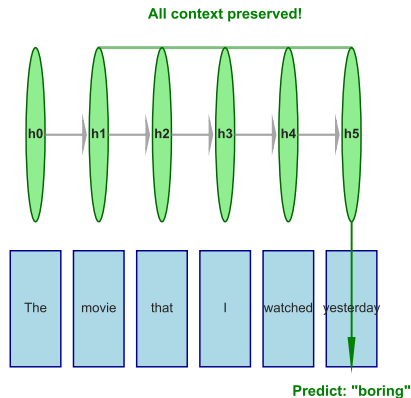 All context preserved!
h0 h1 h2 h3 h4 h5
The movie that I watched yesterday
Predict: "boring"